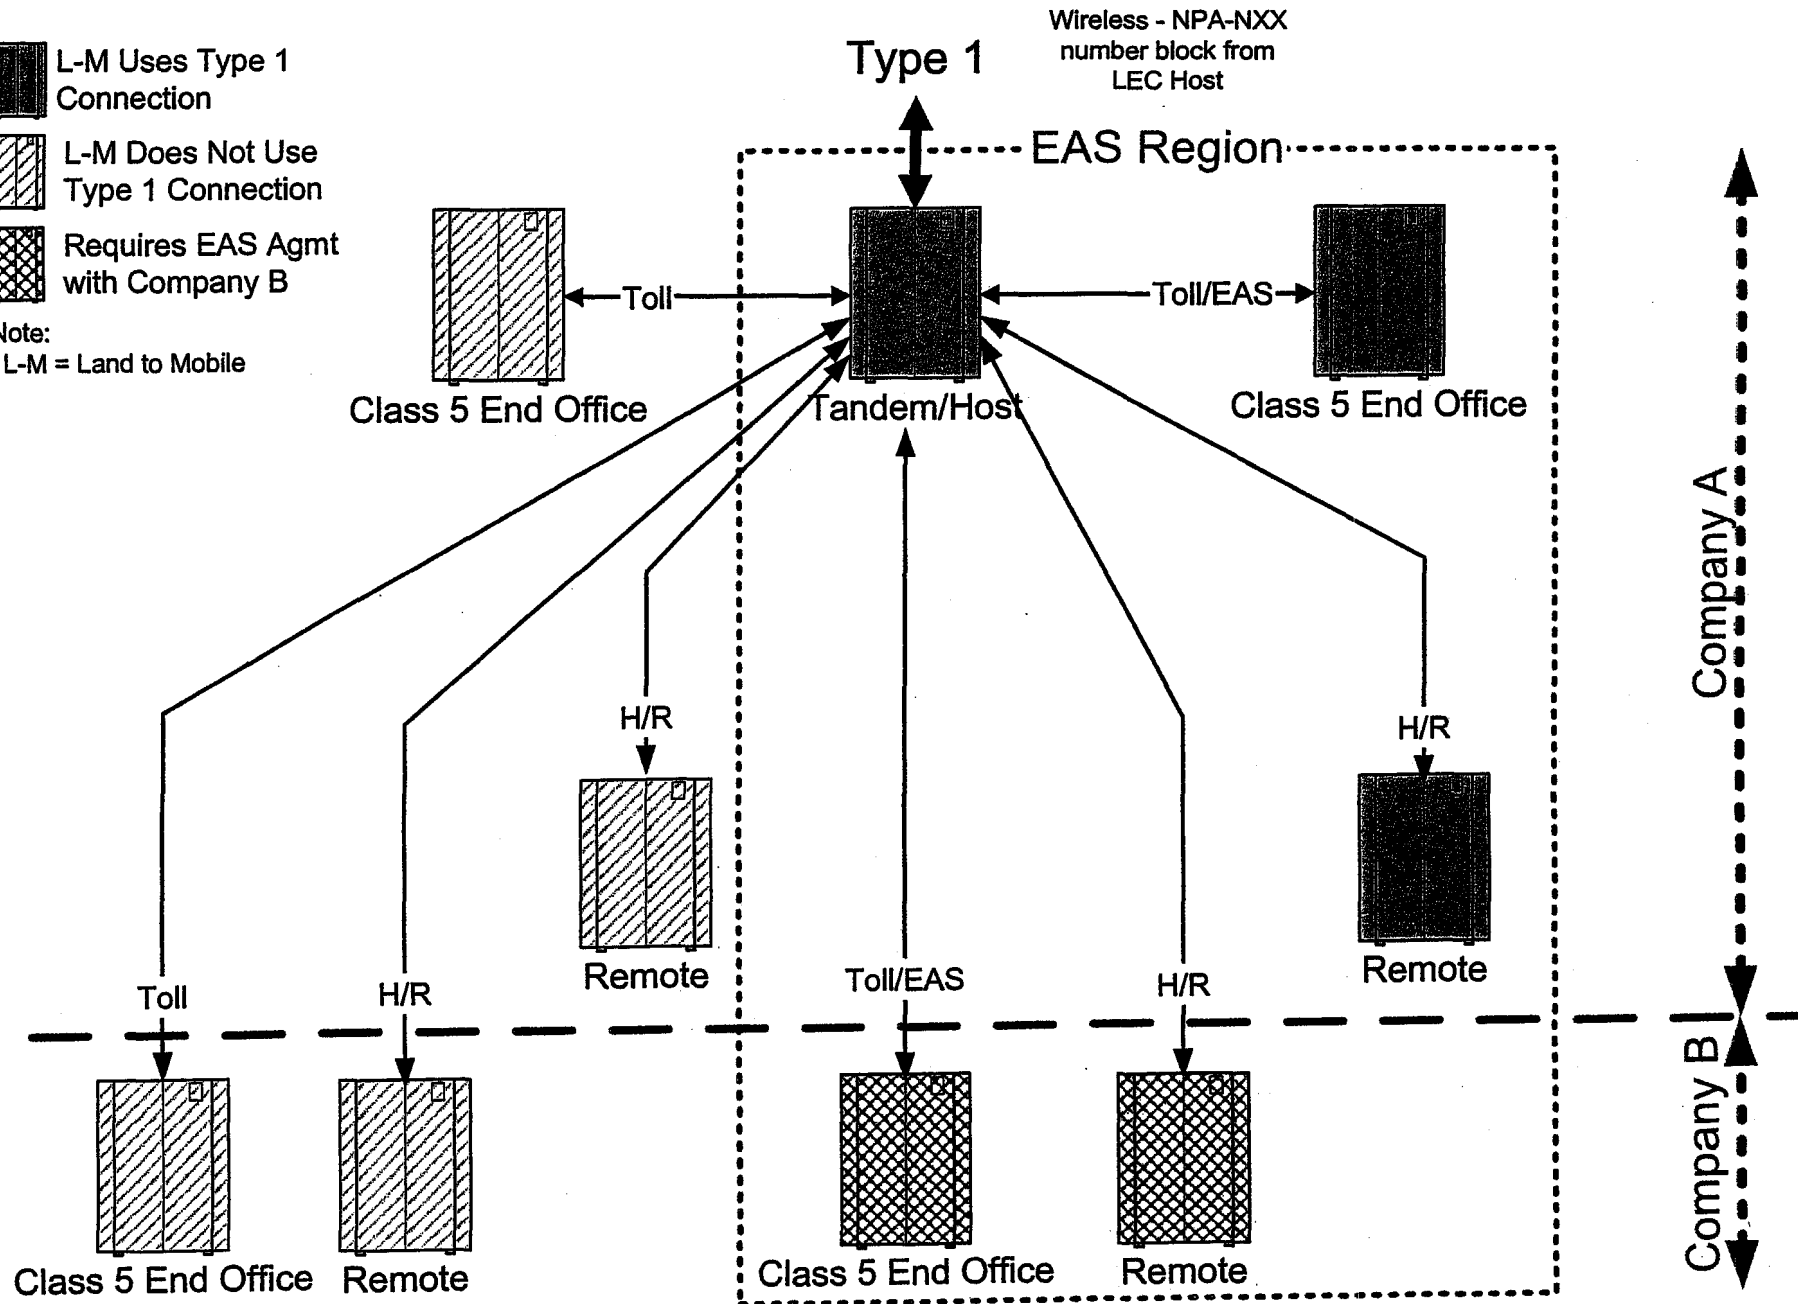 L-M Uses Type 1
Connection
L-M Does Not Use
Type 1 Connection
Requires EAS Agmt
with Company B
Note:
L-M = Land to Mobile
Type 1
Wireless - NPA-NXX
number block from
LEC Host
EAS Region
Toll
Toll/EAS
Class 5 End Office
Tandem/Host
Class 5 End Office
Company A
H/R
H/R
Remote
Remote
Toll
H/R
Toll/EAS
H/R
Company B
Class 5 End Office
Remote
Class 5 End Office
Remote